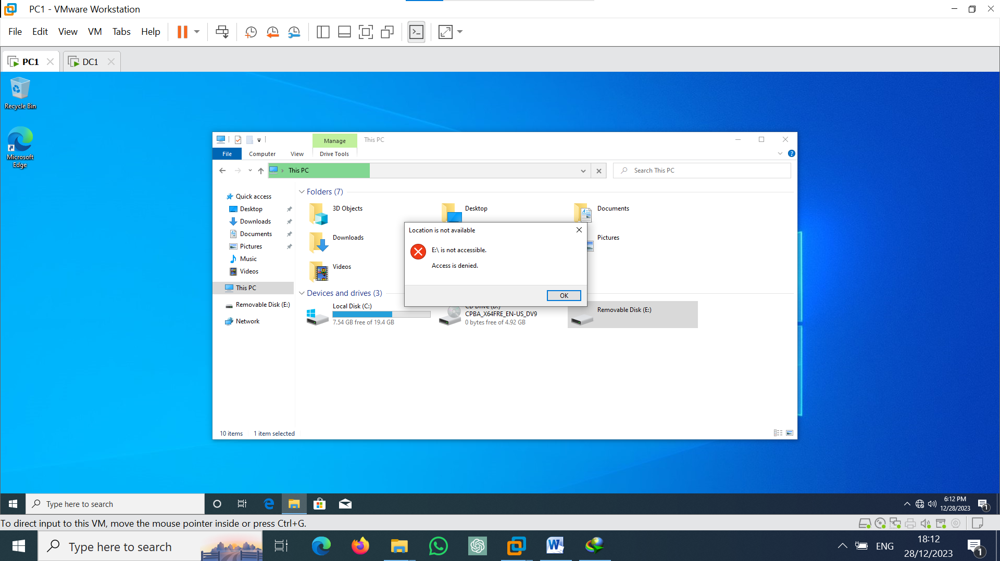 PC1 - VMware Workstation
File Edit View VM Tabs Help
PC1 DC1
Recycle Bin
Microsoft
Edge
Manage This PC
File Computer View Drive Tools
This PC Search This PC
Quick access
Desktop
Downloads
Documents
Pictures
Music
Videos
This PC
Removable Disk (E:)
Network
Folders (7)
3D Objects Desktop Documents
Downloads Pictures
Videos
Location is not available
E:\ is not accessible.
Access is denied.
OK
Devices and drives (3)
Local Disk (C:)
7.54 GB free of 19.4 GB
CD Drive (D:)
CPBA_X64FRE_EN-US_DV9
0 bytes free of 4.92 GB
Removable Disk (E:)
10 items 1 item selected
Type here to search
6:12 PM
12/28/2023
1
To direct input to this VM, move the mouse pointer inside or press Ctrl+G.
Type here to search
ENG
18:12
28/12/2023
1